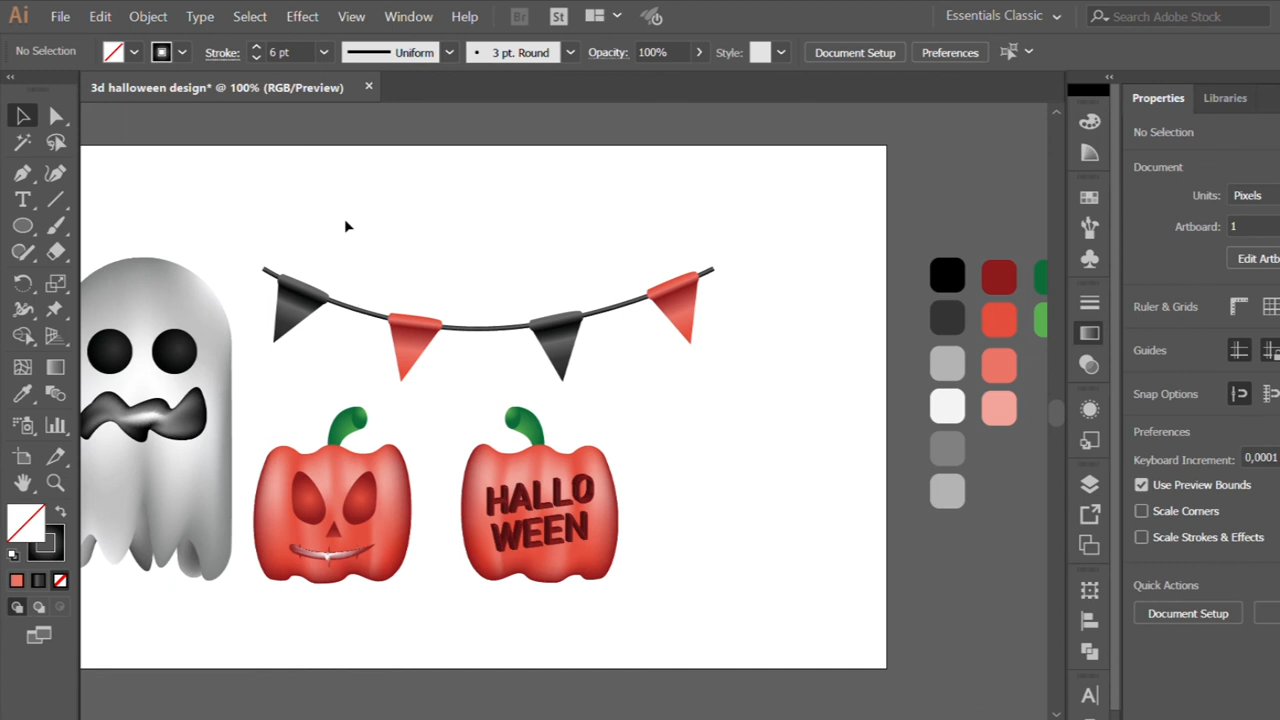 Ai File Edit Object Type Select Effect View Window Help Br St Essentials Classic Search Adobe Stock
No Selection Stroke: 6 pt Uniform 3 pt. Round Opacity: 100% Style: Document Setup Preferences
3d halloween design* @ 100% (RGB/Preview)
Properties Libraries
No Selection
Document
Units: Pixels
Artboard: 1
Edit Artb
Ruler & Grids
Guides
Snap Options
Preferences
Keyboard Increment: 0,0001
Use Preview Bounds
Scale Corners
Scale Strokes & Effects
Quick Actions
Document Setup
HALLO
WEEN